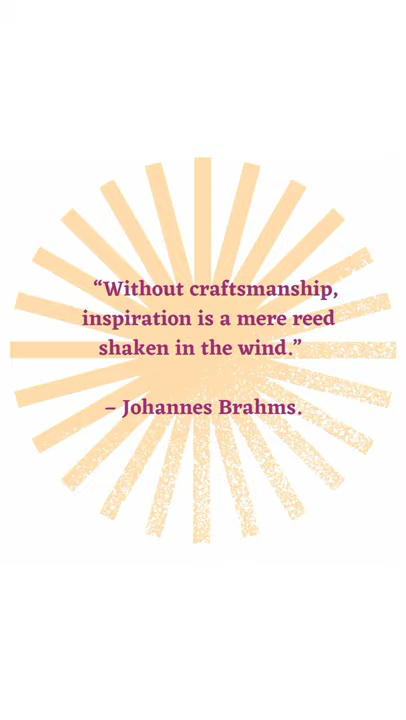 “Without craftsmanship,
inspiration is a mere reed
shaken in the wind.”
– Johannes Brahms.